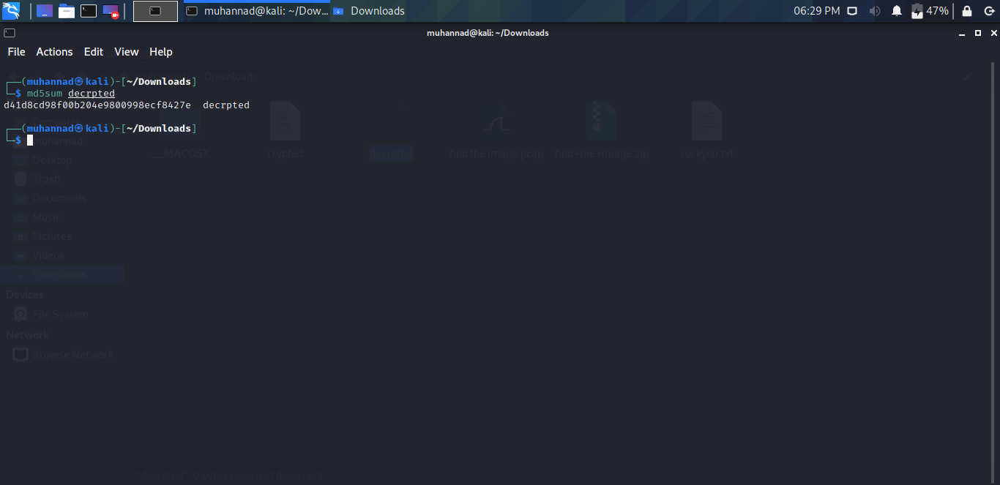 muhannad@kali: ~/Dow... Downloads 06:29 PM 47%
muhannad@kali: ~/Downloads
File Actions Edit View Help
Downloads
┌──(muhannad㉿kali)-[~/Downloads]
└─$ md5sum decrpted
d41d8cd98f00b204e9800998ecf8427e  decrpted
┌──(muhannad㉿kali)-[~/Downloads]
└─$
Computer
muhannad
Desktop
Trash
Documents
Music
Pictures
Videos
Downloads
Devices
File System
Network
Browse Network
__MACOSX crypted decrpted find the image.pcap find+the+image.zip rockyou.txt
"decrpted" 0 bytes plain text document